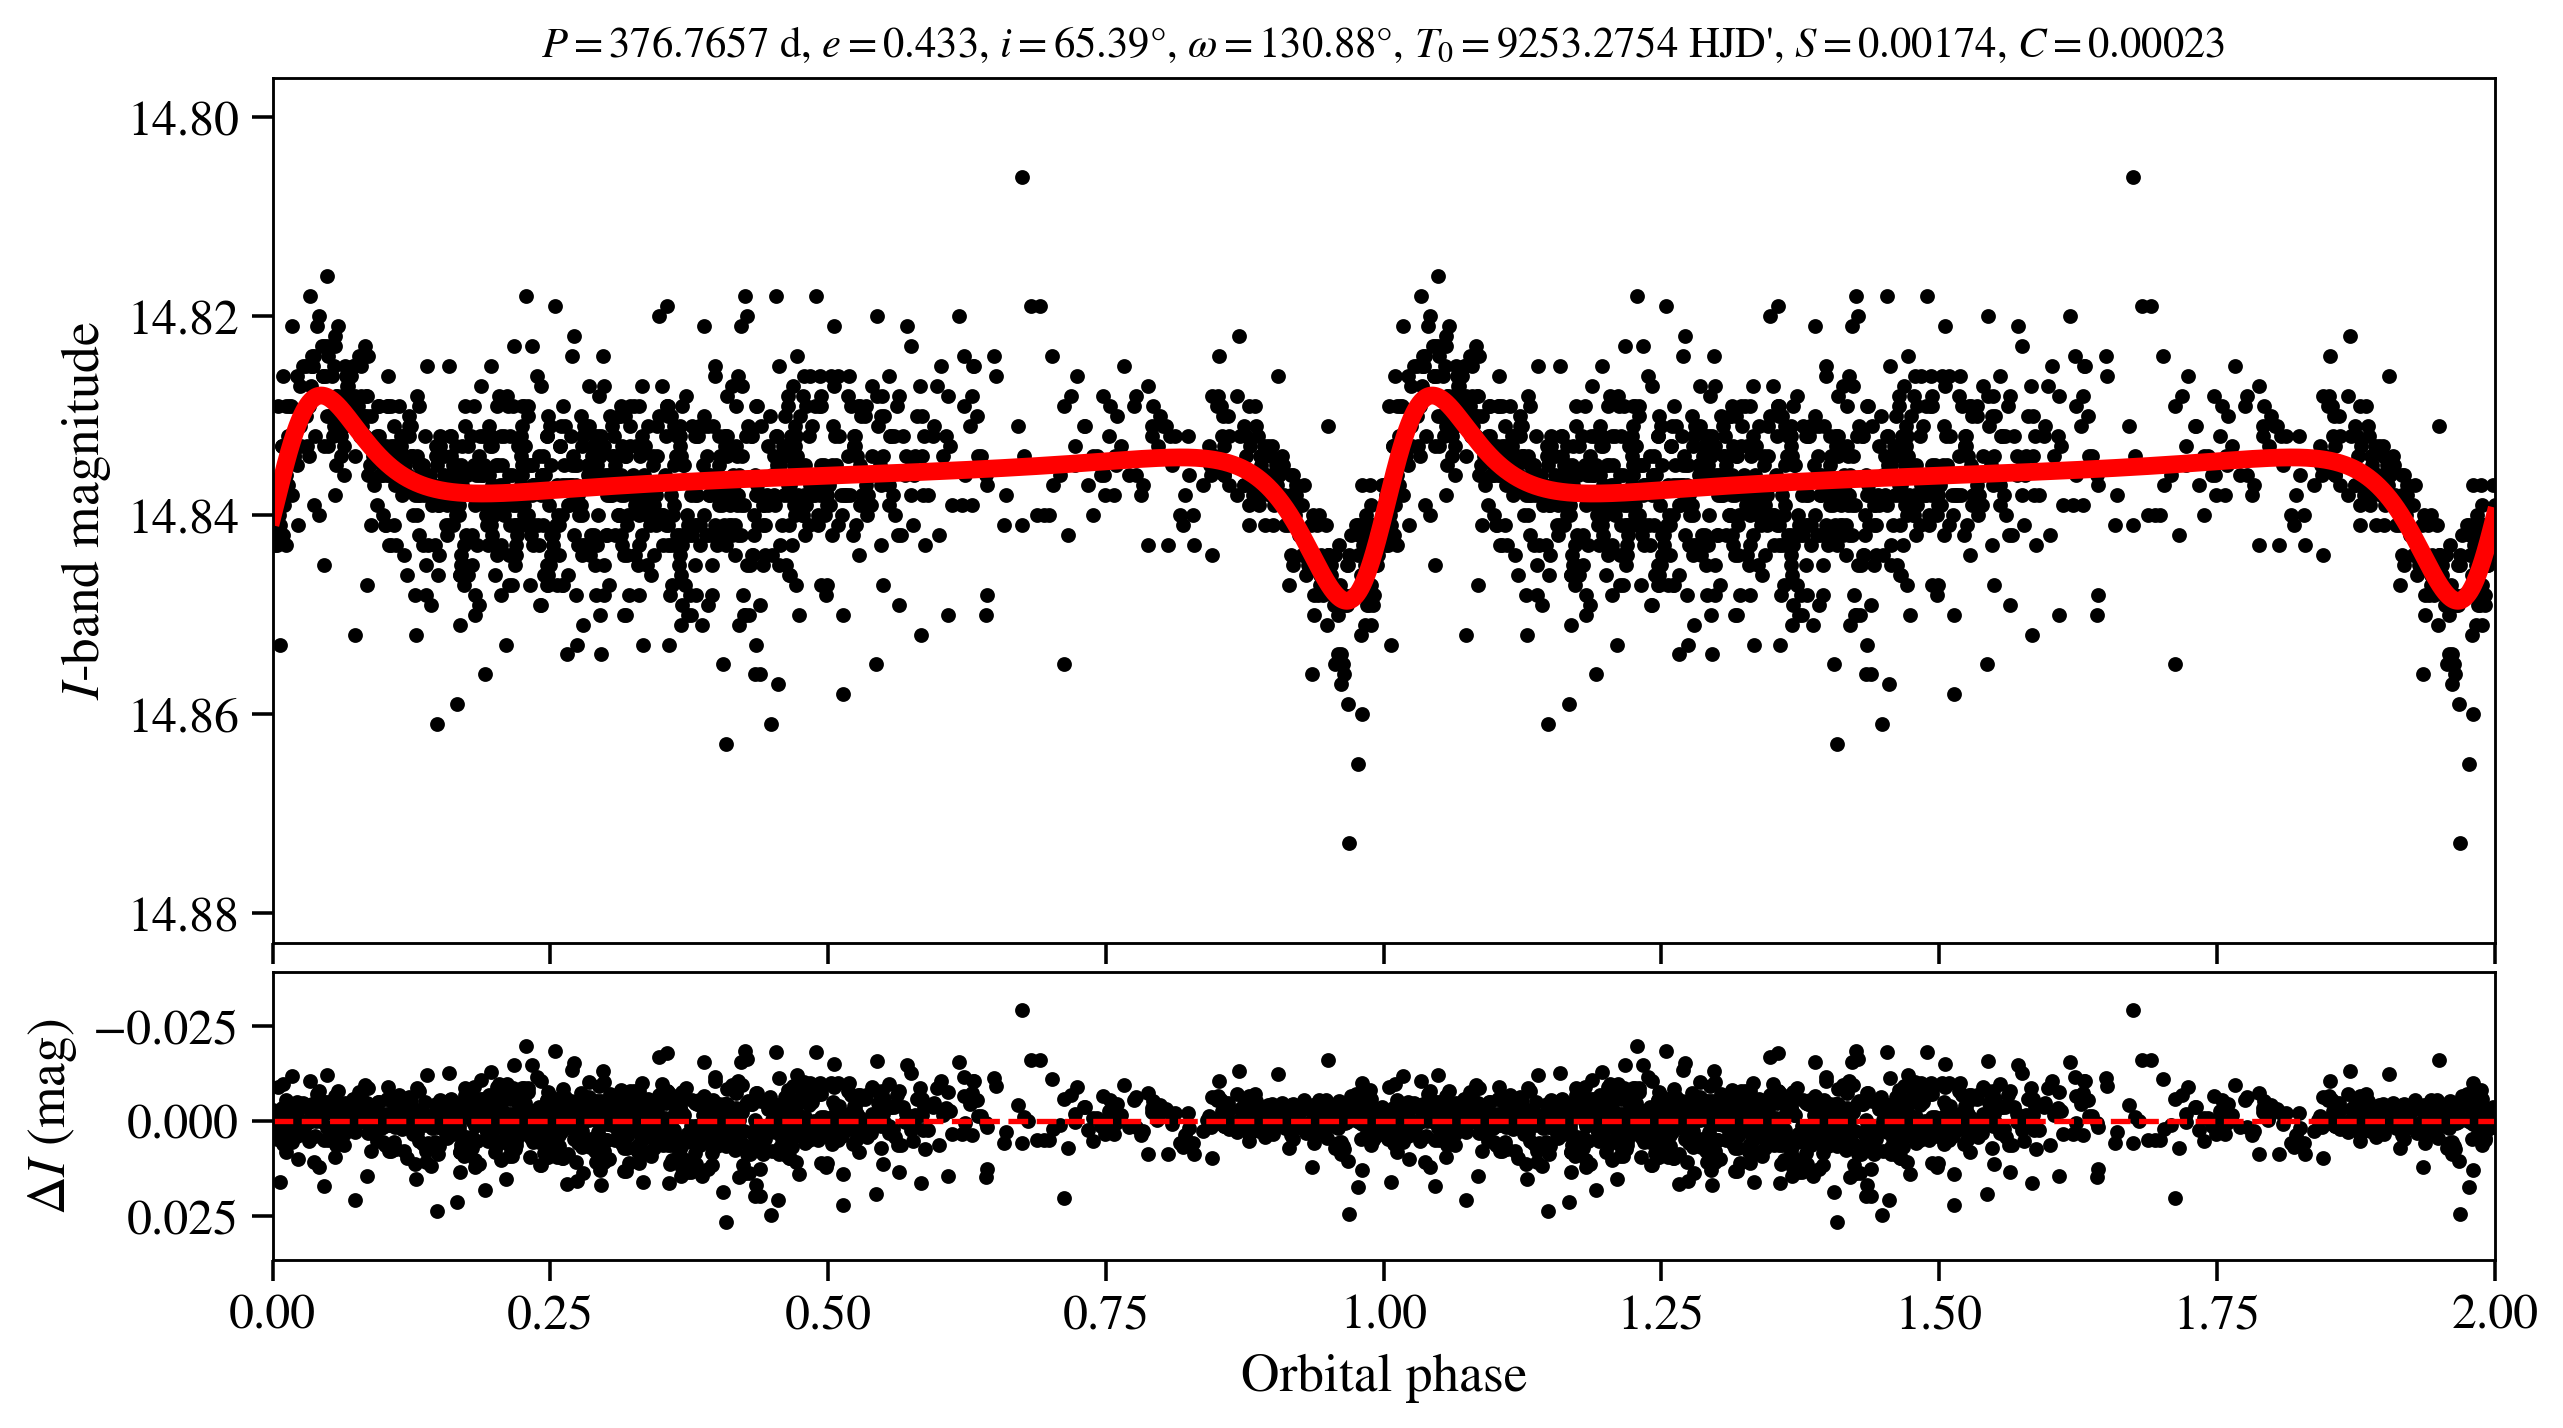 P = 376.7657 d, e = 0.433, i = 65.39°, ω = 130.88°, T₀ = 9253.2754 HJD', S = 0.00174, C = 0.00023
I-band magnitude
14.80
14.82
14.84
14.86
14.88
ΔI (mag)
−0.025
0.000
0.025
0.00 0.25 0.50 0.75 1.00 1.25 1.50 1.75 2.00
Orbital phase